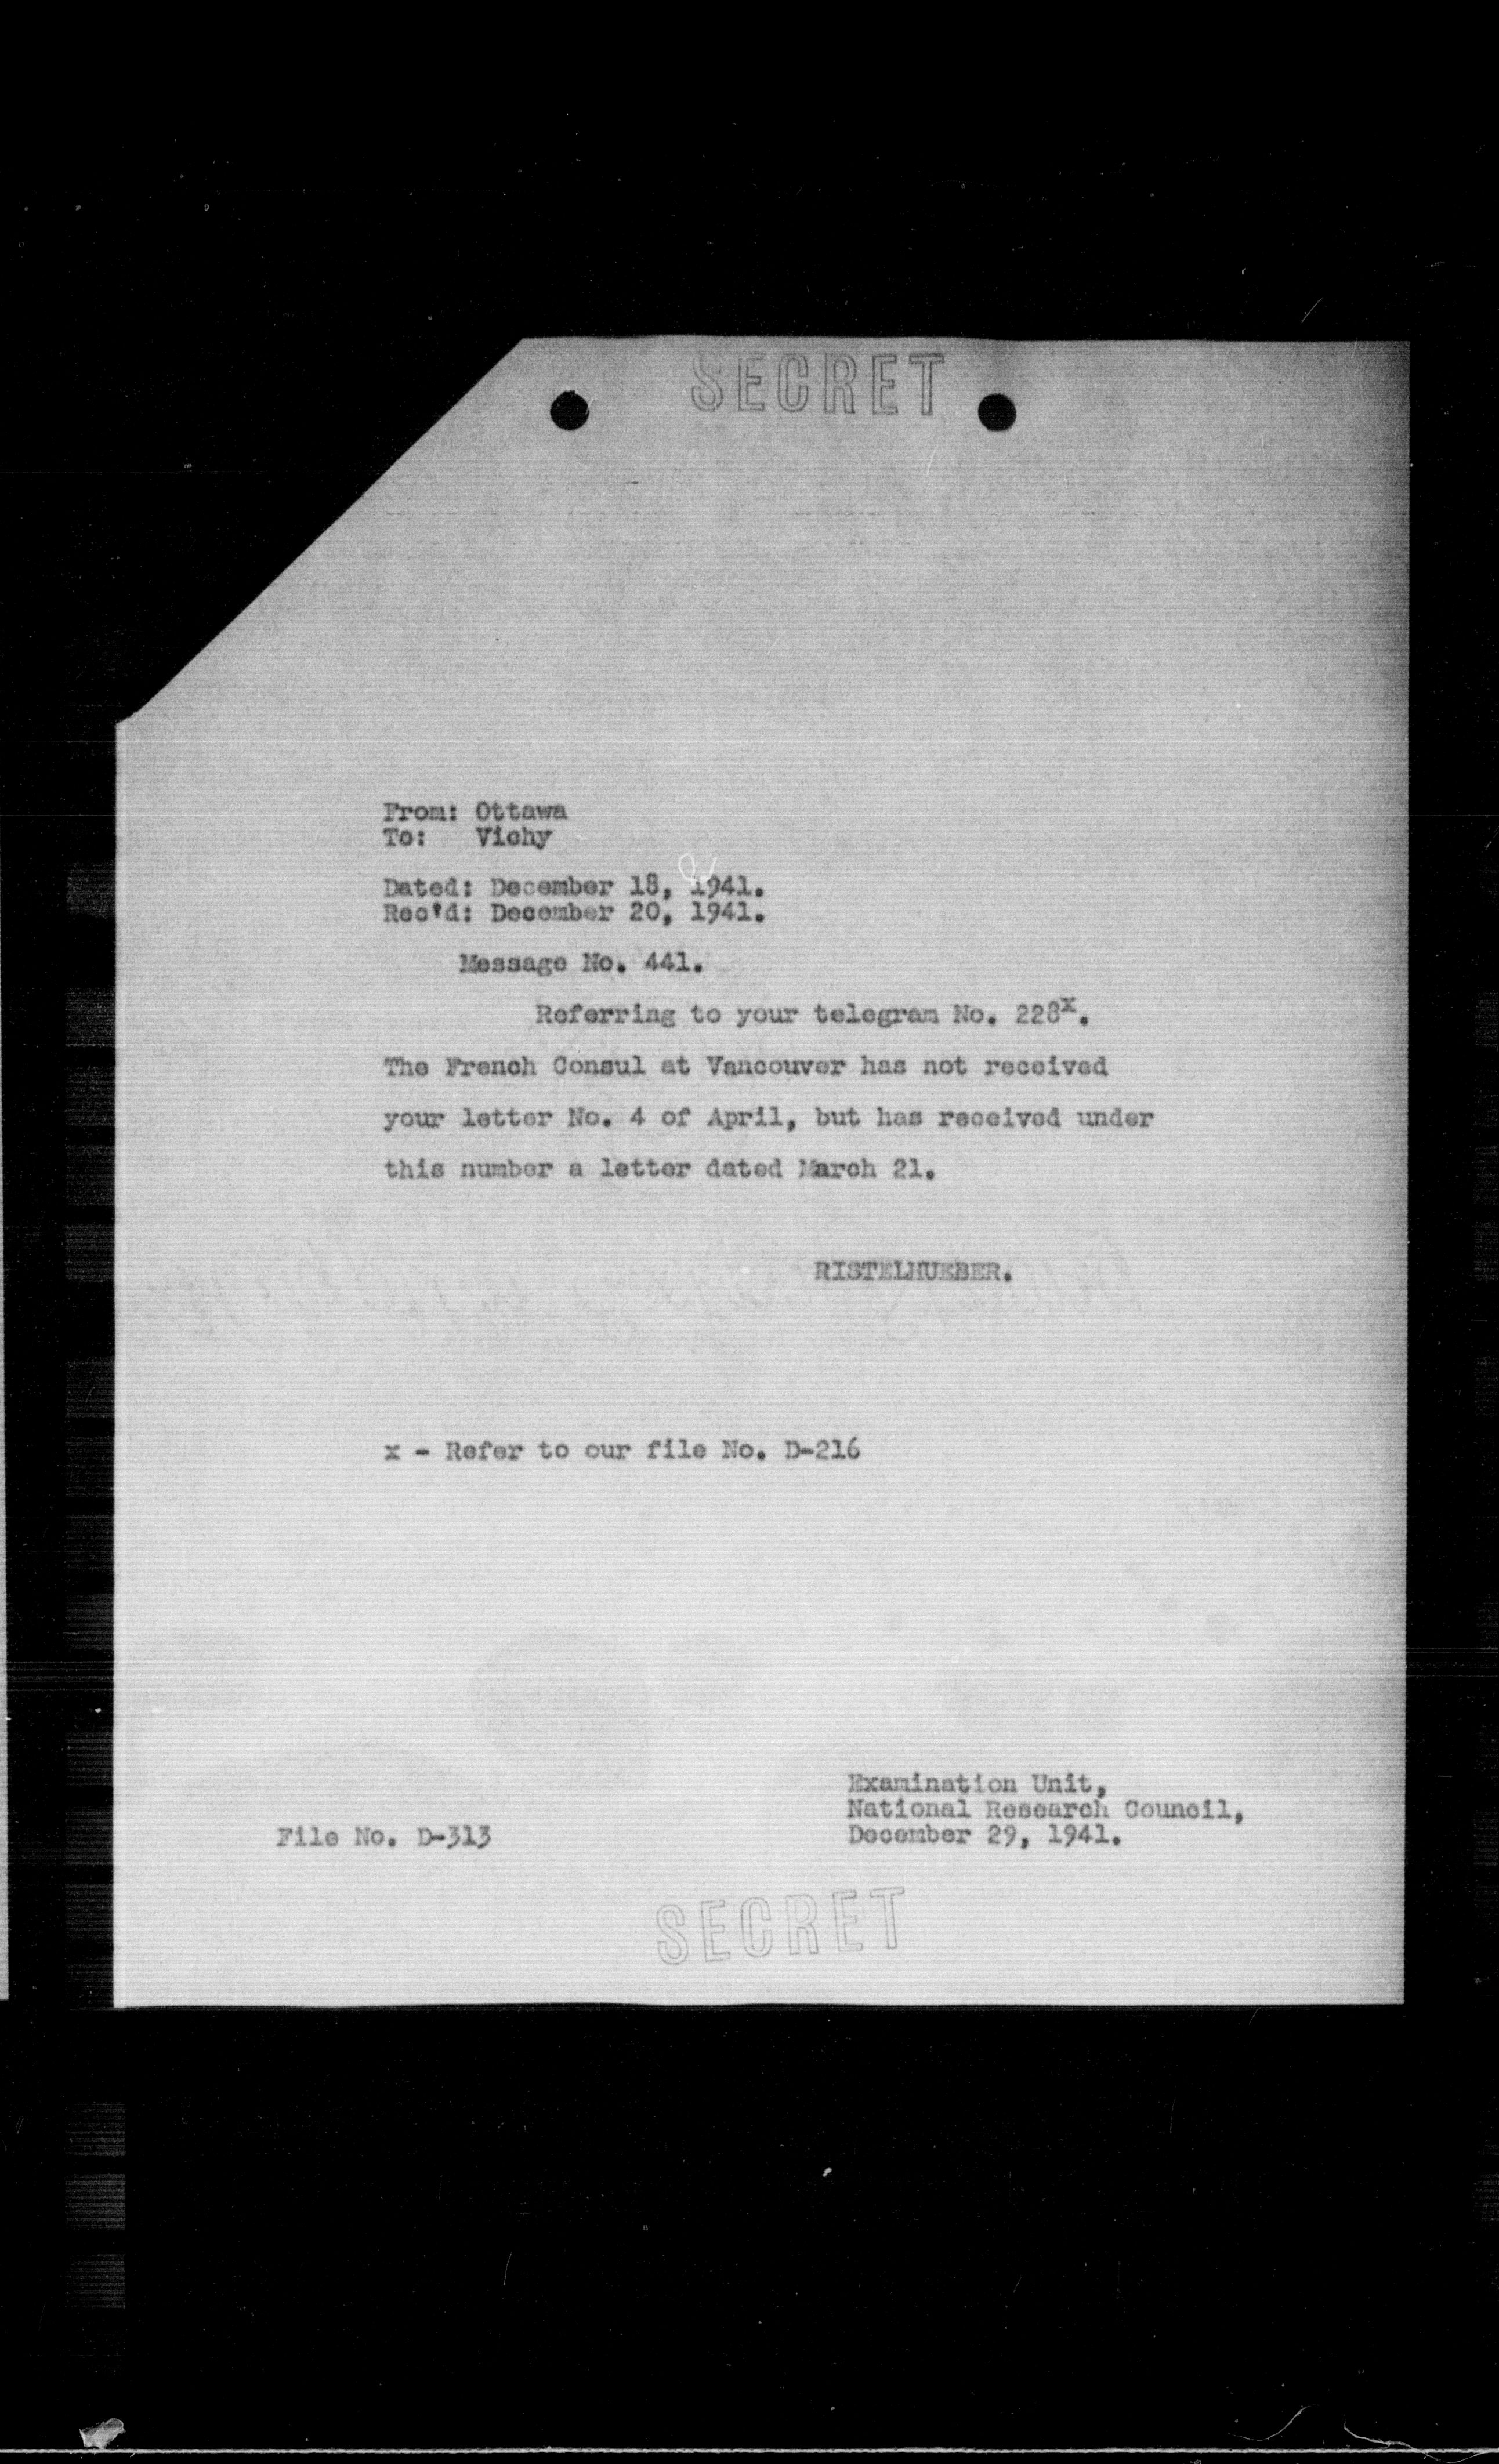 SECRET
From: Ottawa
To: Vichy
Dated: December 18, 1941.
Rec'd: December 20, 1941.
Message No. 441.
Referring to your telegram No. 228x.
The French Consul at Vancouver has not received
your letter No. 4 of April, but has received under
this number a letter dated March 21.
RISTELHUEBER.
x - Refer to our file No. D-216
Examination Unit,
National Research Council,
December 29, 1941.
File No. D-313
SECRET